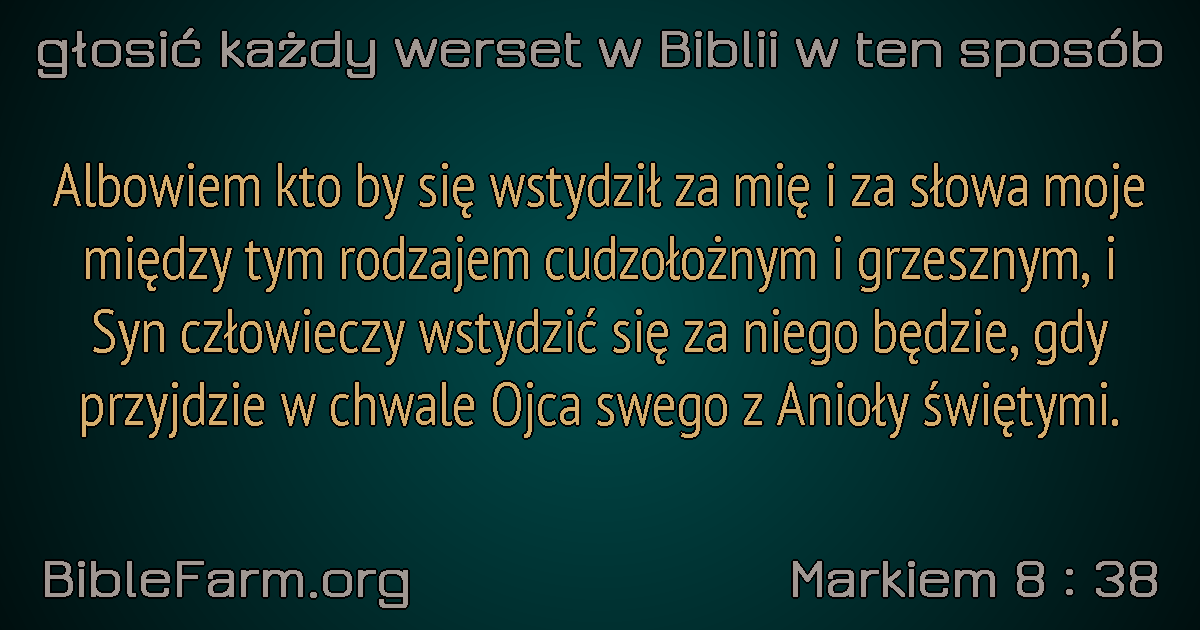 głosić każdy werset w Biblii w ten sposób
Albowiem kto by się wstydził za mię i za słowa moje
między tym rodzajem cudzołożnym i grzesznym, i
Syn człowieczy wstydzić się za niego będzie, gdy
przyjdzie w chwale Ojca swego z Anioły świętymi.
BibleFarm.org
Markiem 8 : 38